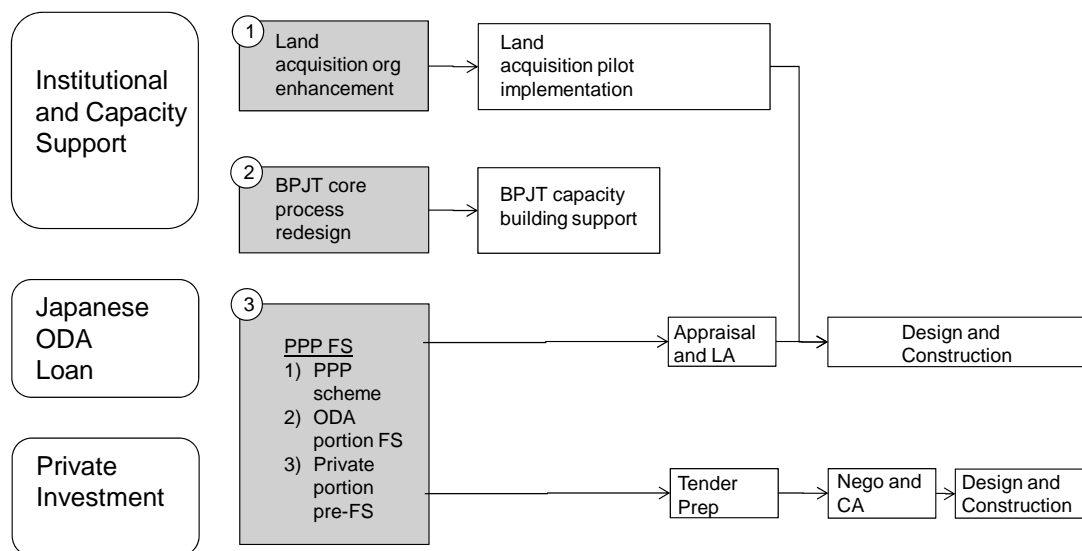 Institutional
and Capacity
Support
1
Land
acquisition org
enhancement
Land
acquisition pilot
implementation
2
BPJT core
process
redesign
BPJT capacity
building support
Japanese
ODA
Loan
3
PPP FS
1) PPP
scheme
2) ODA
portion FS
3) Private
portion
pre-FS
Appraisal
and LA
Design and
Construction
Private
Investment
Tender
Prep
Nego and
CA
Design and
Construction